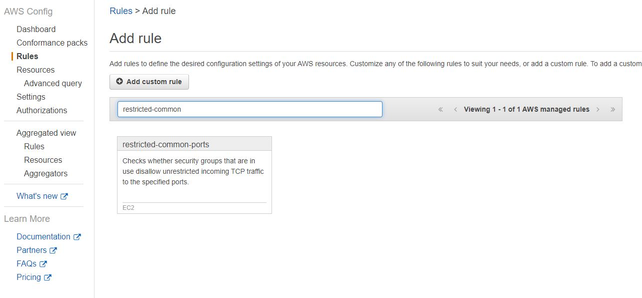 AWS Config
Dashboard
Conformance packs
Rules
Resources
Advanced query
Settings
Authorizations
Aggregated view
Rules
Resources
Aggregators
What's new
Learn More
Documentation
Partners
FAQs
Pricing
Rules > Add rule
Add rule
Add rules to define the desired configuration settings of your AWS resources. Customize any of the following rules to suit your needs, or add a custom rule. To add a custom
Add custom rule
restricted-common
« ‹ Viewing 1 - 1 of 1 AWS managed rules › »
restricted-common-ports
Checks whether security groups that are in
use disallow unrestricted incoming TCP traffic
to the specified ports.
EC2